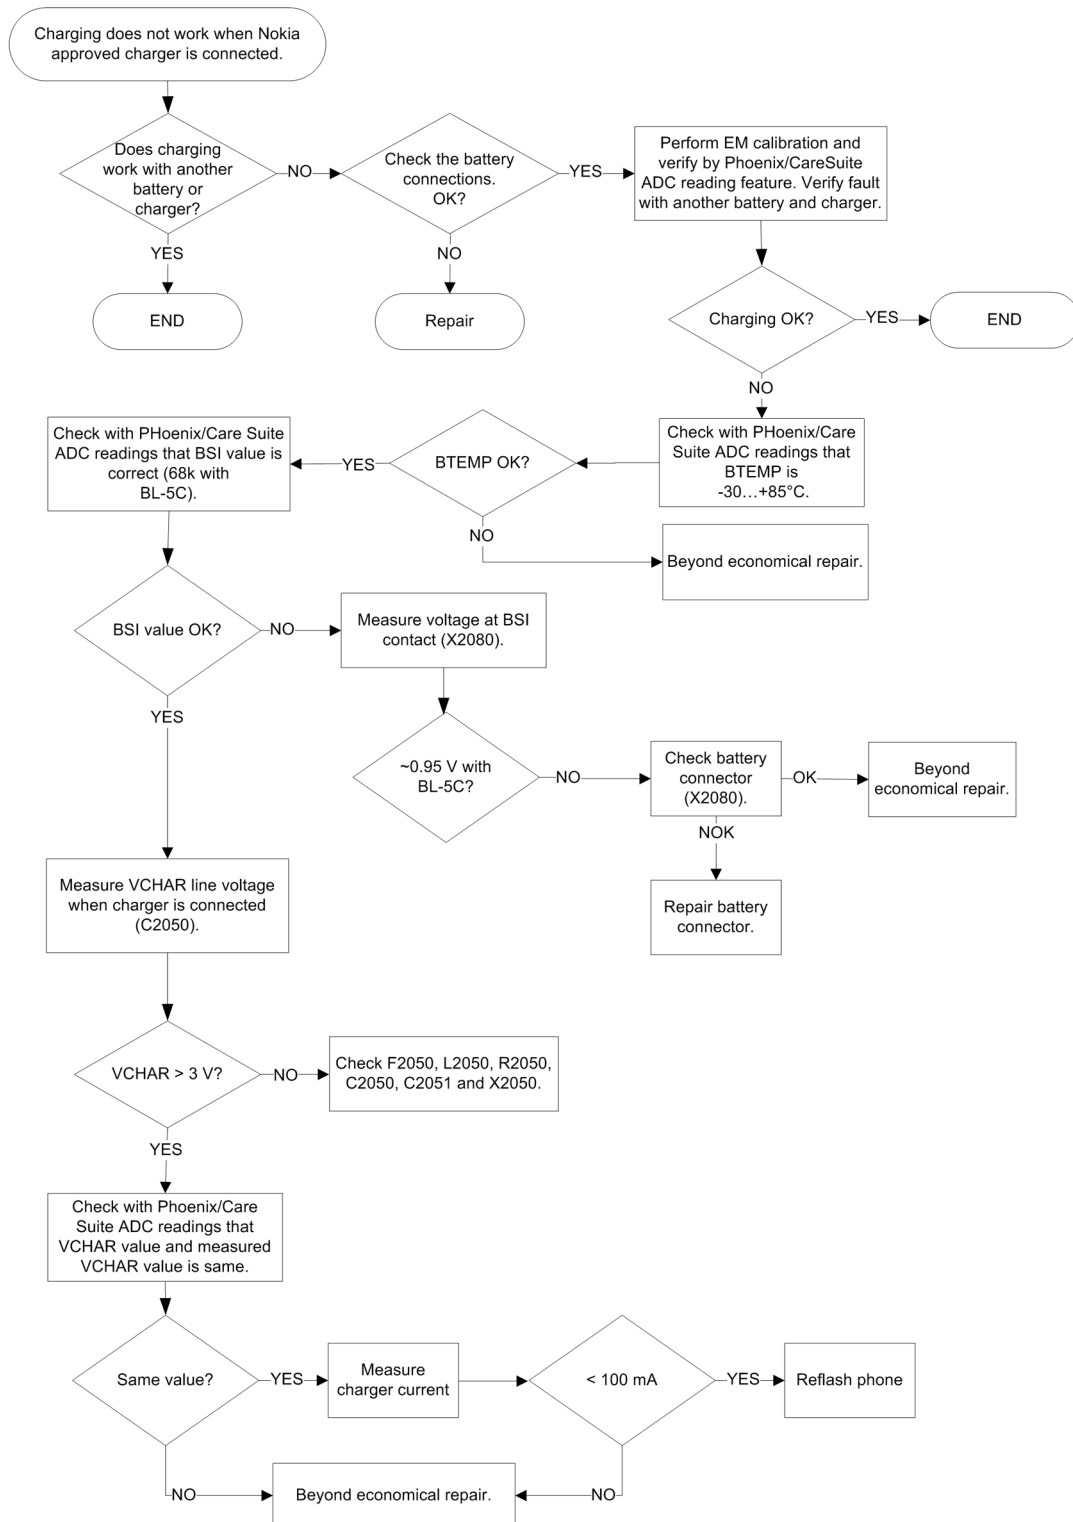 Charging does not work when Nokia
approved charger is connected.
Does charging
work with another
battery or
charger?
NO
Check the battery
connections.
OK?
YES
Perform EM calibration and
verify by Phoenix/CareSuite
ADC reading feature. Verify fault
with another battery and charger.
YES
NO
END
Repair
Charging OK?
YES
END
NO
Check with PHoenix/Care Suite
ADC readings that BSI value is
correct (68k with
BL-5C).
YES
BTEMP OK?
Check with PHoenix/Care
Suite ADC readings that
BTEMP is
-30…+85°C.
NO
Beyond economical repair.
BSI value OK?
NO
Measure voltage at BSI
contact (X2080).
YES
~0.95 V with
BL-5C?
NO
Check battery
connector
(X2080).
OK
Beyond
economical repair.
NOK
Repair battery
connector.
Measure VCHAR line voltage
when charger is connected
(C2050).
VCHAR > 3 V?
NO
Check F2050, L2050, R2050,
C2050, C2051 and X2050.
YES
Check with Phoenix/Care
Suite ADC readings that
VCHAR value and measured
VCHAR value is same.
Same value?
YES
Measure
charger current
< 100 mA
YES
Reflash phone
NO
Beyond economical repair.
NO